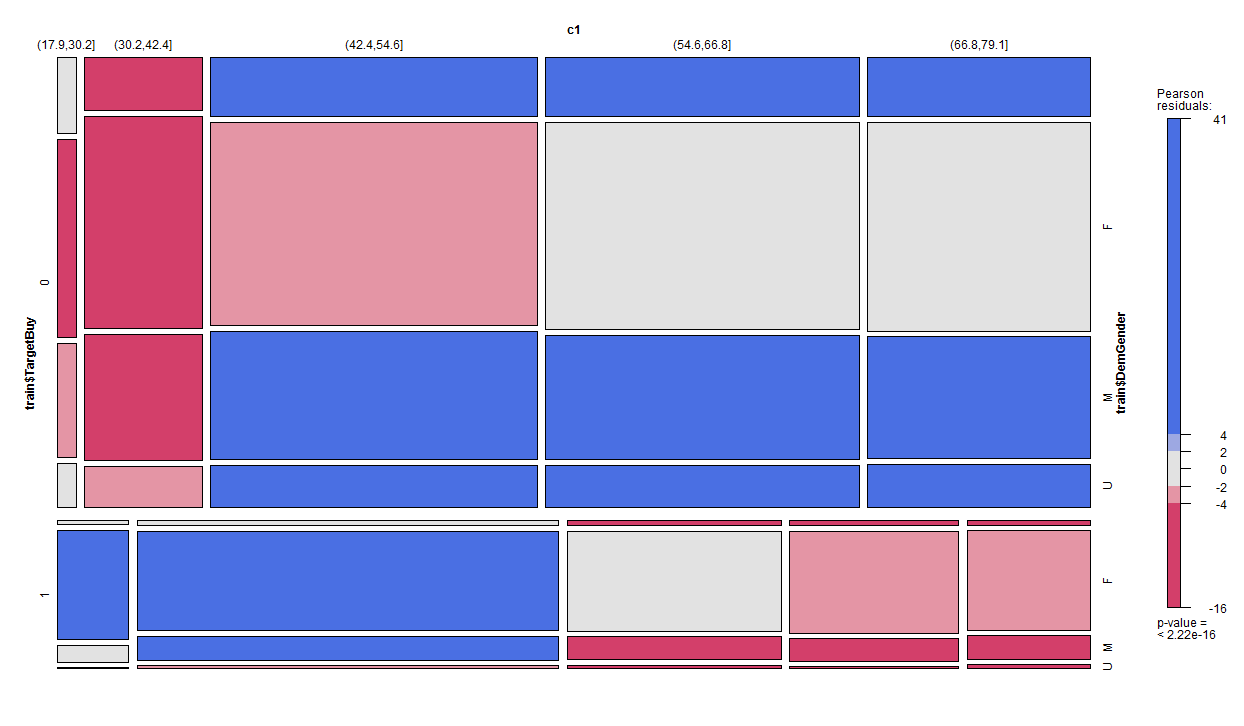 c1
(17.9,30.2] (30.2,42.4] (42.4,54.6] (54.6,66.8] (66.8,79.1]
train$TargetBuy
0
1
F
M
U
F
M
U
train$DemGender
Pearson
residuals:
41
4
2
0
-2
-4
-16
p-value =
< 2.22e-16